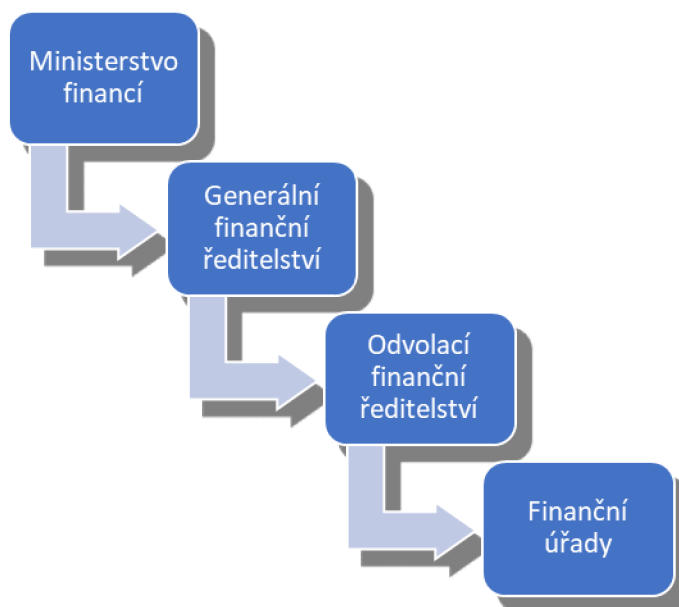 Ministerstvo
financí
Generální
finanční
ředitelství
Odvolací
finanční
ředitelství
Finanční
úřady